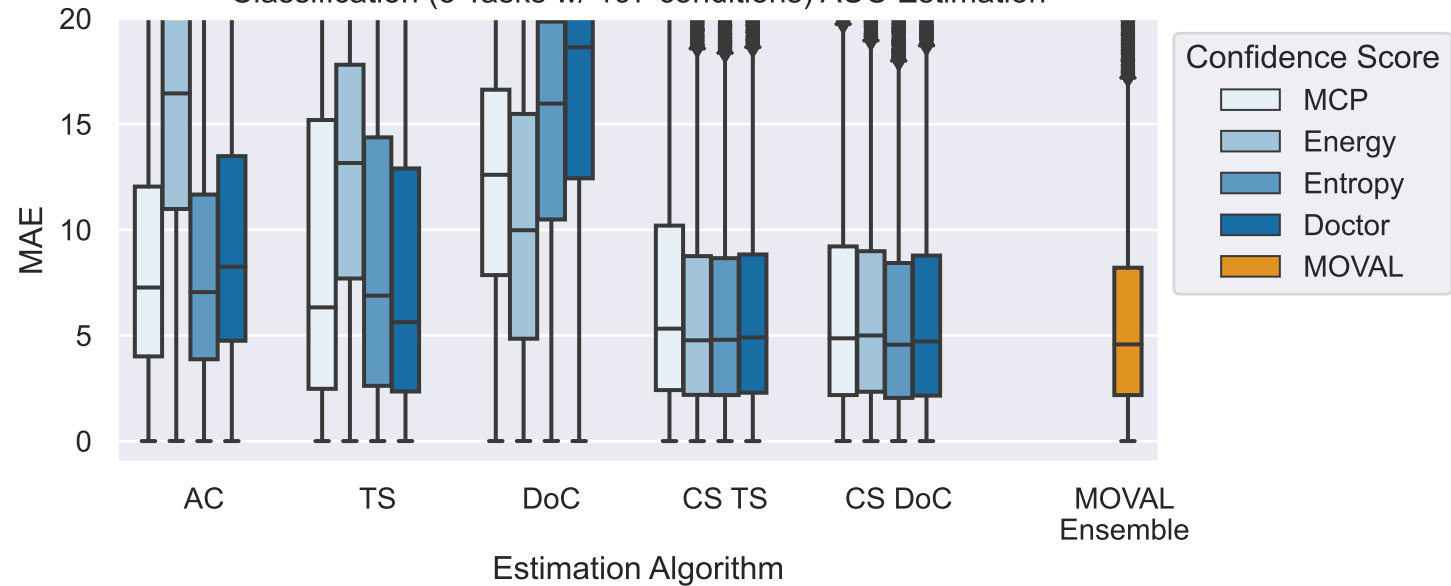 20
15
10
5
0
MAE
AC
TS
DoC
CS TS
CS DoC
MOVAL
Ensemble
Estimation Algorithm
Confidence Score
MCP
Energy
Entropy
Doctor
MOVAL